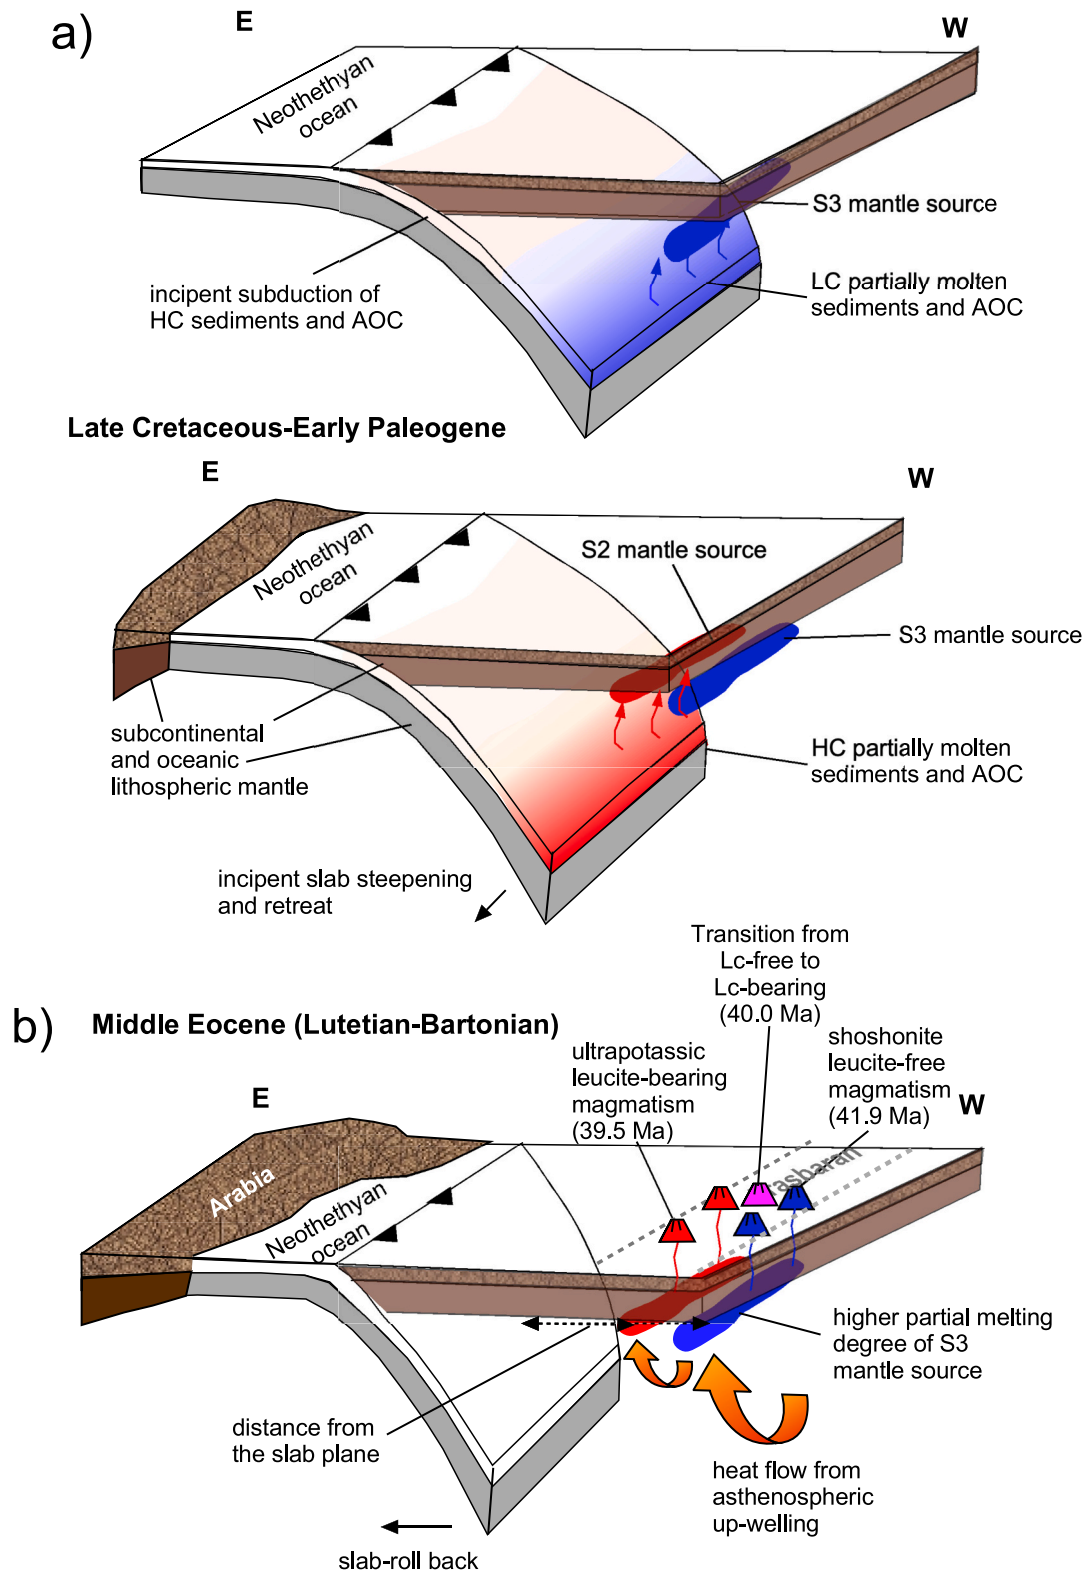 a)
E
W
Neothethyan
ocean
S3 mantle source
incipent subduction of
HC sediments and AOC
LC partially molten
sediments and AOC
Late Cretaceous-Early Paleogene
E
W
Neothethyan
ocean
S2 mantle source
S3 mantle source
subcontinental
and oceanic
lithospheric mantle
HC partially molten
sediments and AOC
incipent slab steepening
and retreat
b)
Middle Eocene (Lutetian-Bartonian)
Transition from
Lc-free to
Lc-bearing
(40.0 Ma)
ultrapotassic
leucite-bearing
magmatism
(39.5 Ma)
shoshonite
leucite-free
magmatism
(41.9 Ma)
E
W
Arabia
Neothethyan
ocean
rasbaran
higher partial melting
degree of S3
mantle source
distance from
the slab plane
heat flow from
asthenospheric
up-welling
slab-roll back